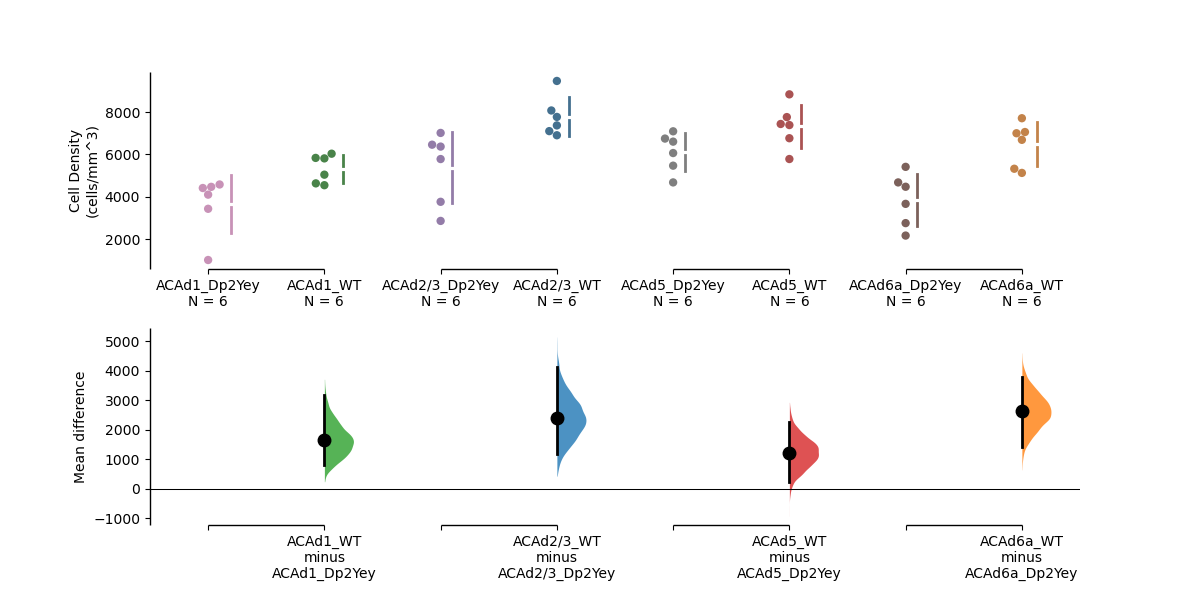 Cell Density
(cells/mm^3)
8000
6000
4000
2000
ACAd1_Dp2Yey
N = 6
ACAd1_WT
N = 6
ACAd2/3_Dp2Yey
N = 6
ACAd2/3_WT
N = 6
ACAd5_Dp2Yey
N = 6
ACAd5_WT
N = 6
ACAd6a_Dp2Yey
N = 6
ACAd6a_WT
N = 6
Mean difference
5000
4000
3000
2000
1000
0
−1000
ACAd1_WT
minus
ACAd1_Dp2Yey
ACAd2/3_WT
minus
ACAd2/3_Dp2Yey
ACAd5_WT
minus
ACAd5_Dp2Yey
ACAd6a_WT
minus
ACAd6a_Dp2Yey